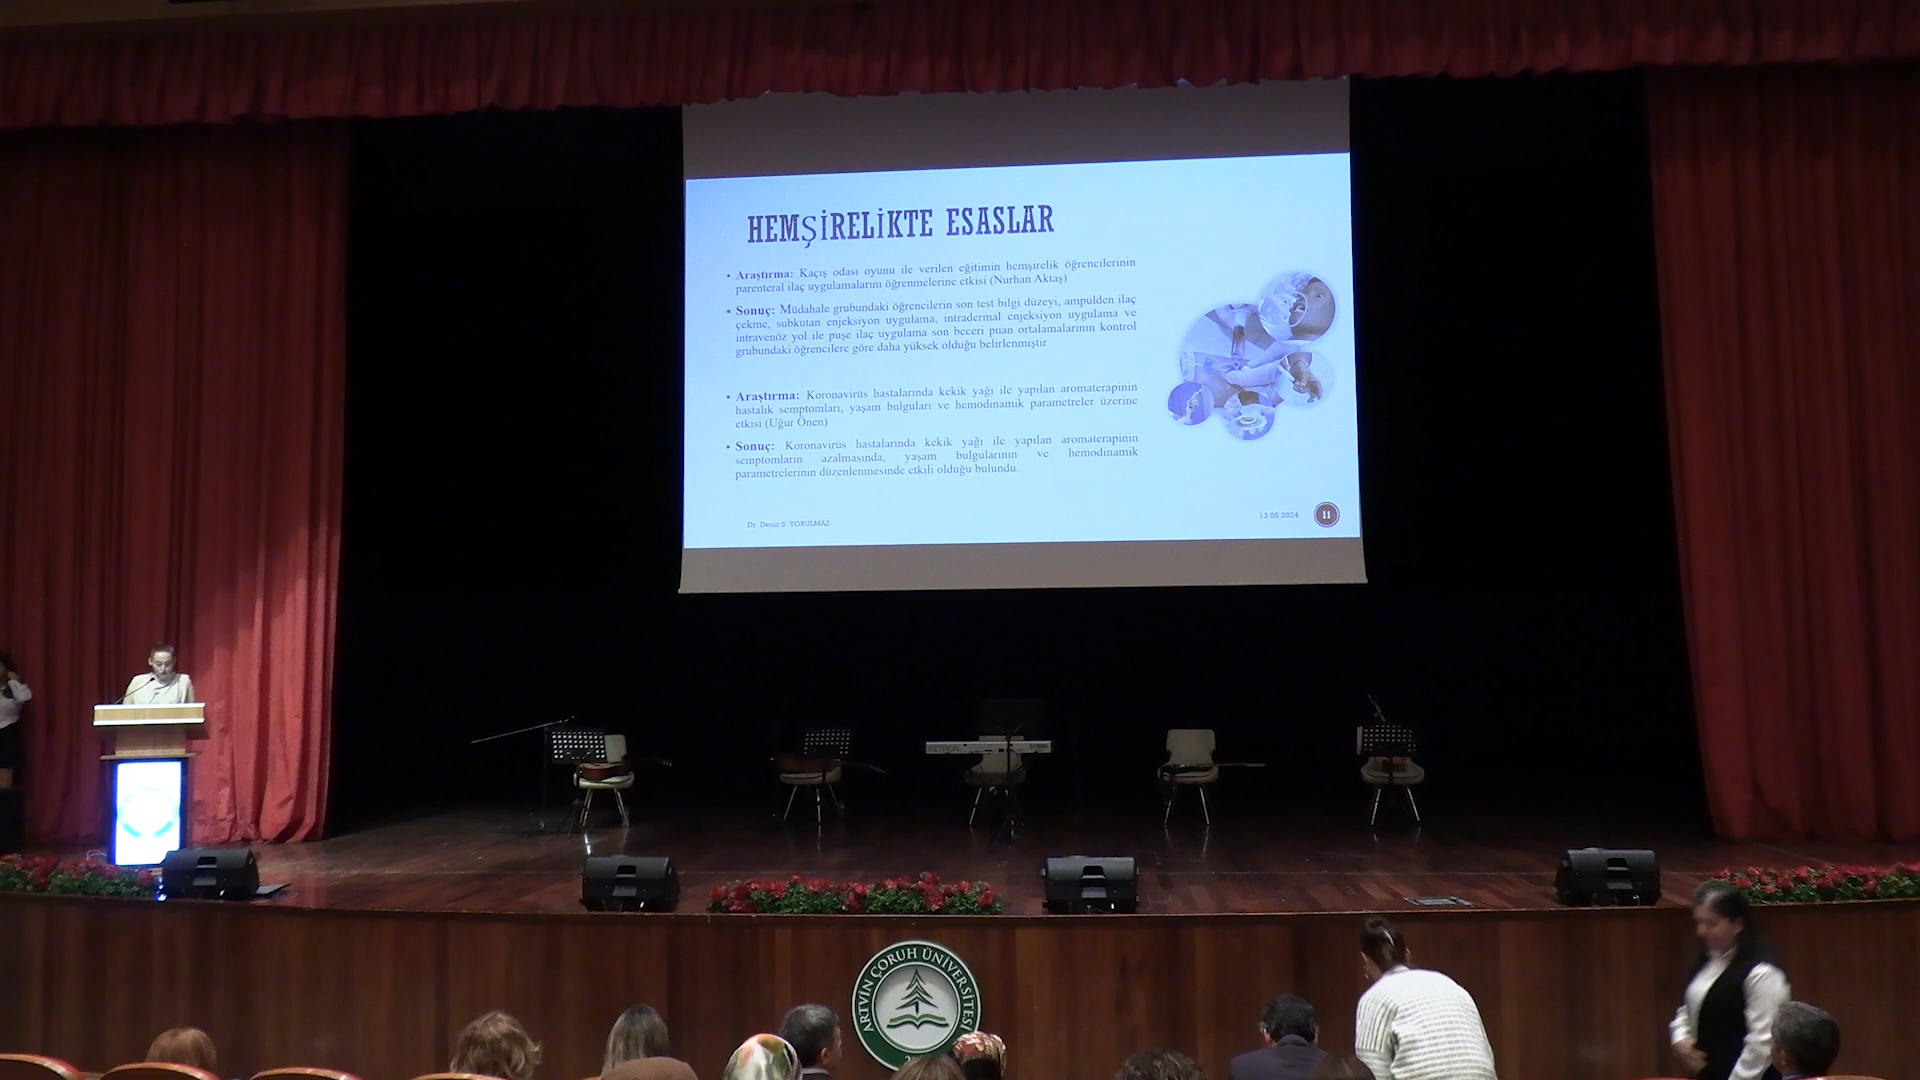 HEMŞİRELİKTE ESASLAR
▪ Araştırma: Kaçış odası oyunu ile verilen eğitimin hemşirelik öğrencilerinin
parenteral ilaç uygulamalarını öğrenmelerine etkisi (Nurhan Aktaş)
▪ Sonuç: Müdahale grubundaki öğrencilerin son test bilgi düzeyi, ampulden ilaç
çekme, subkutan enjeksiyon uygulama, intradermal enjeksiyon uygulama ve
intravenöz yol ile puşe ilaç uygulama son beceri puan ortalamalarının kontrol
grubundaki öğrencilere göre daha yüksek olduğu belirlenmiştir
▪ Araştırma: Koronavirüs hastalarında kekik yağı ile yapılan aromaterapinin
hastalık semptomları, yaşam bulguları ve hemodinamik parametreler üzerine
etkisi (Uğur Önen)
▪ Sonuç: Koronavirüs hastalarında kekik yağı ile yapılan aromaterapinin
semptomların azalmasında, yaşam bulgularının ve hemodinamik
parametrelerinin düzenlenmesinde etkili olduğu bulundu.
Dr. Deniz S. YORULMAZ
13.05.2024
11
KETRON
ARTVİN ÇORUH ÜNİVERSİTESİ